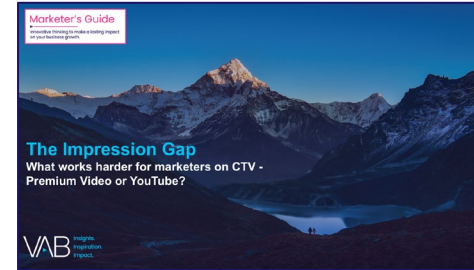 Marketer's Guide
Innovative thinking to make a lasting impact
on your business growth.
The Impression Gap
What works harder for marketers on CTV -
Premium Video or YouTube?
VAB
Insights.
Inspiration.
Impact.